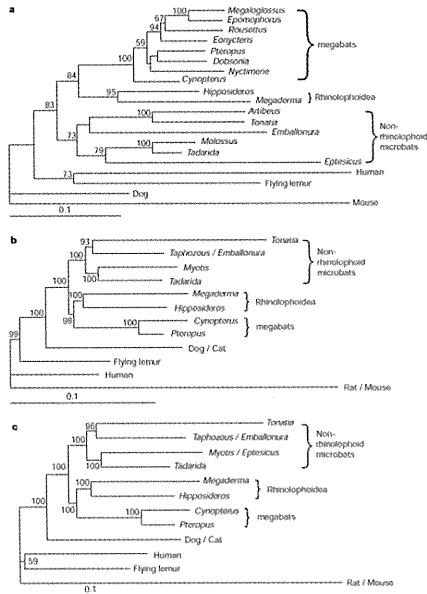 a
100
Megaloglossus
67
Epomophorus
94
Rousettus
Eonycteris
59
Pteropus
megabats
100
Dobsonia
Nyctimene
84
Cynopterus
95
Hipposideros
Rhinolophoidea
Megaderma
83
Artibeus
Tonatia
73
Emballonura
Non-
rhinolophoid
microbats
100
Molossus
79
Tadarida
Eptesicus
73
Human
Flying lemur
Dog
Mouse
0.1
b
93
Tonatia
100
Taphozous / Emballonura
Non-
rhinolophoid
microbats
100
Myotis
100
Tadarida
100
100
Megaderma
Rhinolophoidea
98
Hipposideros
100
Cynopterus
megabats
Pteropus
99
Dog / Cat
Flying lemur
Human
Rat / Mouse
0.1
c
96
Tonatia
100
Taphozous / Emballonura
Non-
rhinolophoid
microbats
100
Myotis / Eptesicus
100
Tadarida
100
100
Megaderma
Rhinolophoidea
Hipposideros
100
100
Cynopterus
megabats
Pteropus
Dog / Cat
59
Human
Flying lemur
Rat / Mouse
0.1